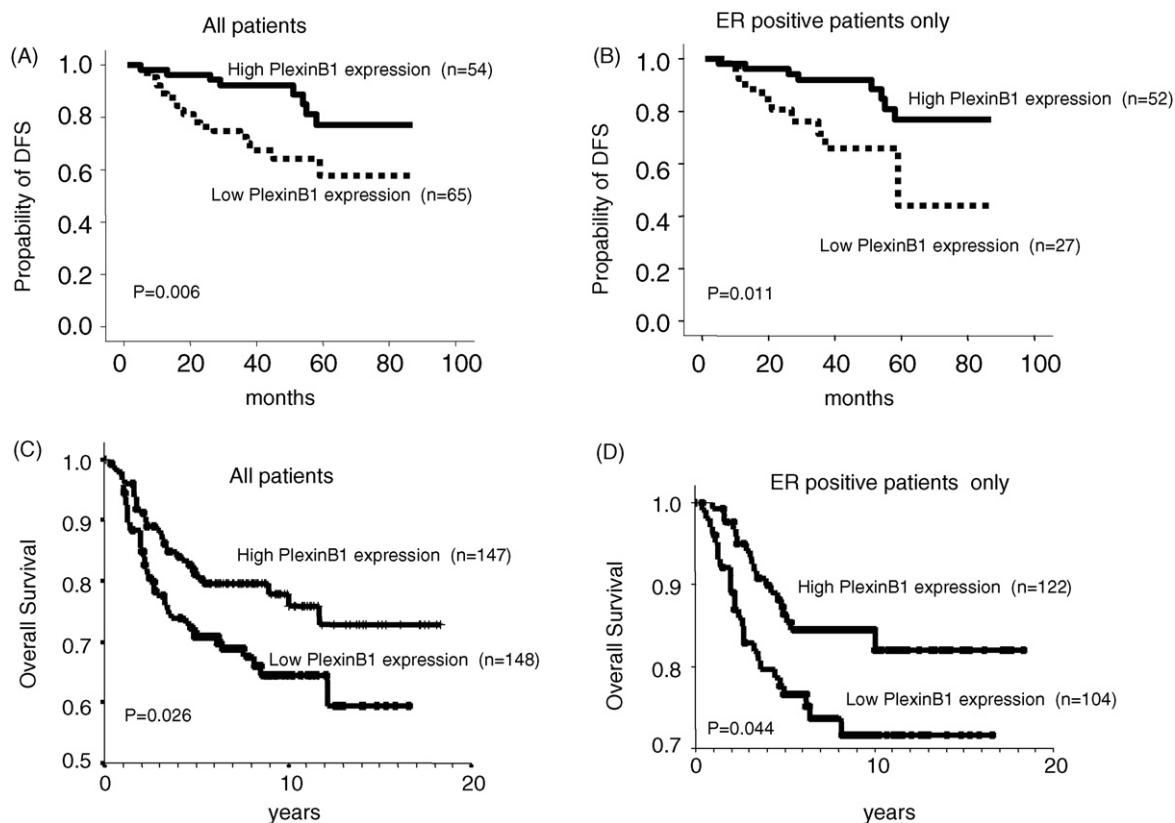 (A)
All patients
High PlexinB1 expression (n=54)
Low PlexinB1 expression (n=65)
P=0.006
Propability of DFS
1.0
0.8
0.6
0.4
0.2
0.0
0 20 40 60 80 100
months
(B)
ER positive patients only
High PlexinB1 expression (n=52)
Low PlexinB1 expression (n=27)
P=0.011
Propability of DFS
1.0
0.8
0.6
0.4
0.2
0.0
0 20 40 60 80 100
months
(C)
All patients
High PlexinB1 expression (n=147)
Low PlexinB1 expression (n=148)
P=0.026
Overall Survival
1.0
0.9
0.8
0.7
0.6
0.5
0 10 20
years
(D)
ER positive patients only
High PlexinB1 expression (n=122)
Low PlexinB1 expression (n=104)
P=0.044
Overall Survival
1.0
0.9
0.8
0.7
0 10 20
years